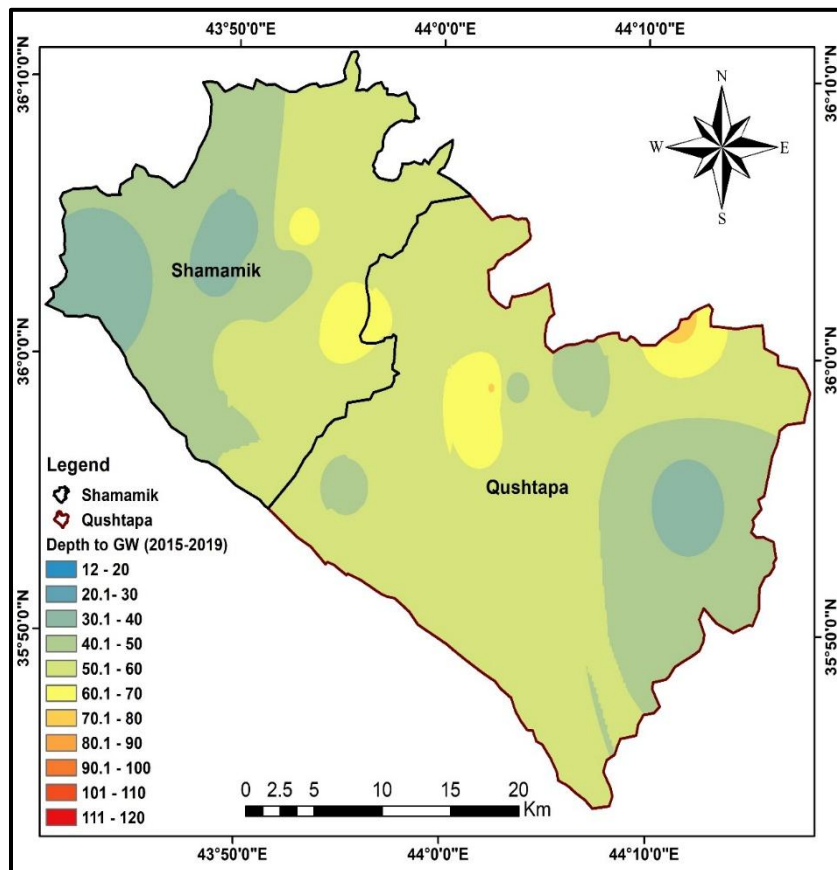 43°50'0"E 44°0'0"E 44°10'0"E
36°10'0"N
36°10'0"N
N
W E
S
Shamamik
36°0'0"N
36°0'0"N
Qushtapa
Legend
Shamamik
Qushtapa
Depth to GW (2015-2019)
12 - 20
20.1- 30
30.1 - 40
40.1 - 50
50.1 - 60
60.1 - 70
70.1 - 80
80.1 - 90
90.1 - 100
101 - 110
111 - 120
35°50'0"N
35°50'0"N
0 2.5 5 10 15 20
Km
43°50'0"E 44°0'0"E 44°10'0"E